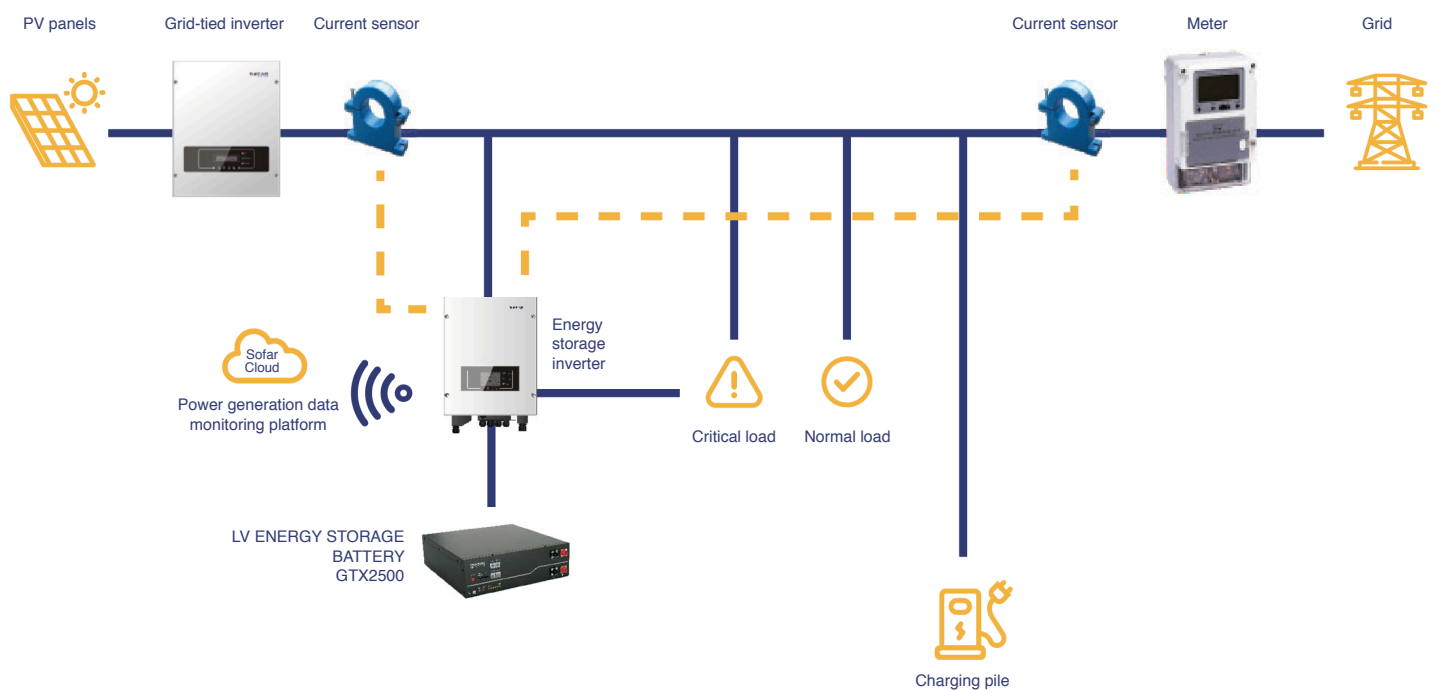 PV panels
Grid-tied inverter
Current sensor
Current sensor
Meter
Grid
Energy
storage
inverter
Sofar
Cloud
Power generation data
monitoring platform
Critical load
Normal load
LV ENERGY STORAGE
BATTERY
GTX2500
Charging pile